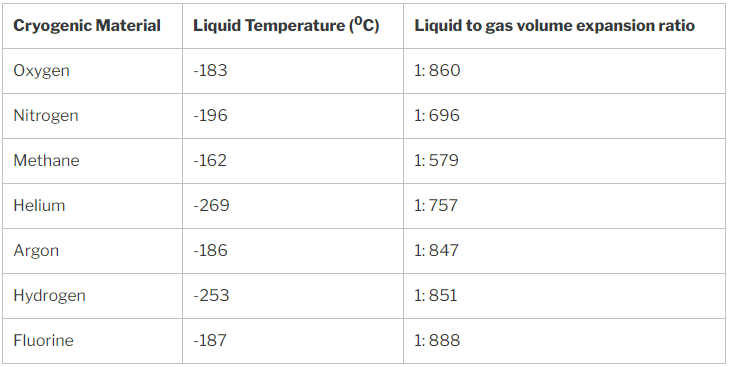 Cryogenic Material Liquid Temperature (⁰C) Liquid to gas volume expansion ratio
Oxygen -183 1: 860
Nitrogen -196 1: 696
Methane -162 1: 579
Helium -269 1: 757
Argon -186 1: 847
Hydrogen -253 1: 851
Fluorine -187 1: 888